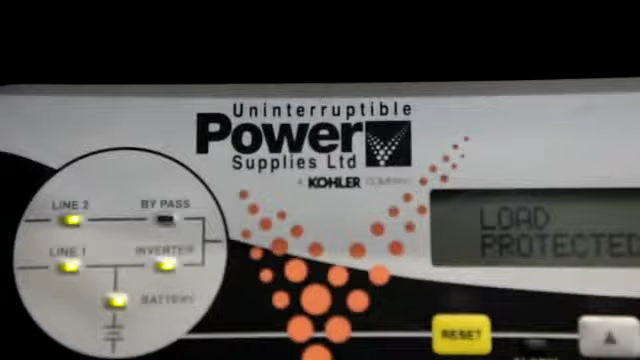 Uninterruptible
Power
Supplies Ltd
A KOHLER COMPANY
LINE 2
BY PASS
LINE 1
INVERTER
BATTERY
LOAD
PROTECTED
RESET